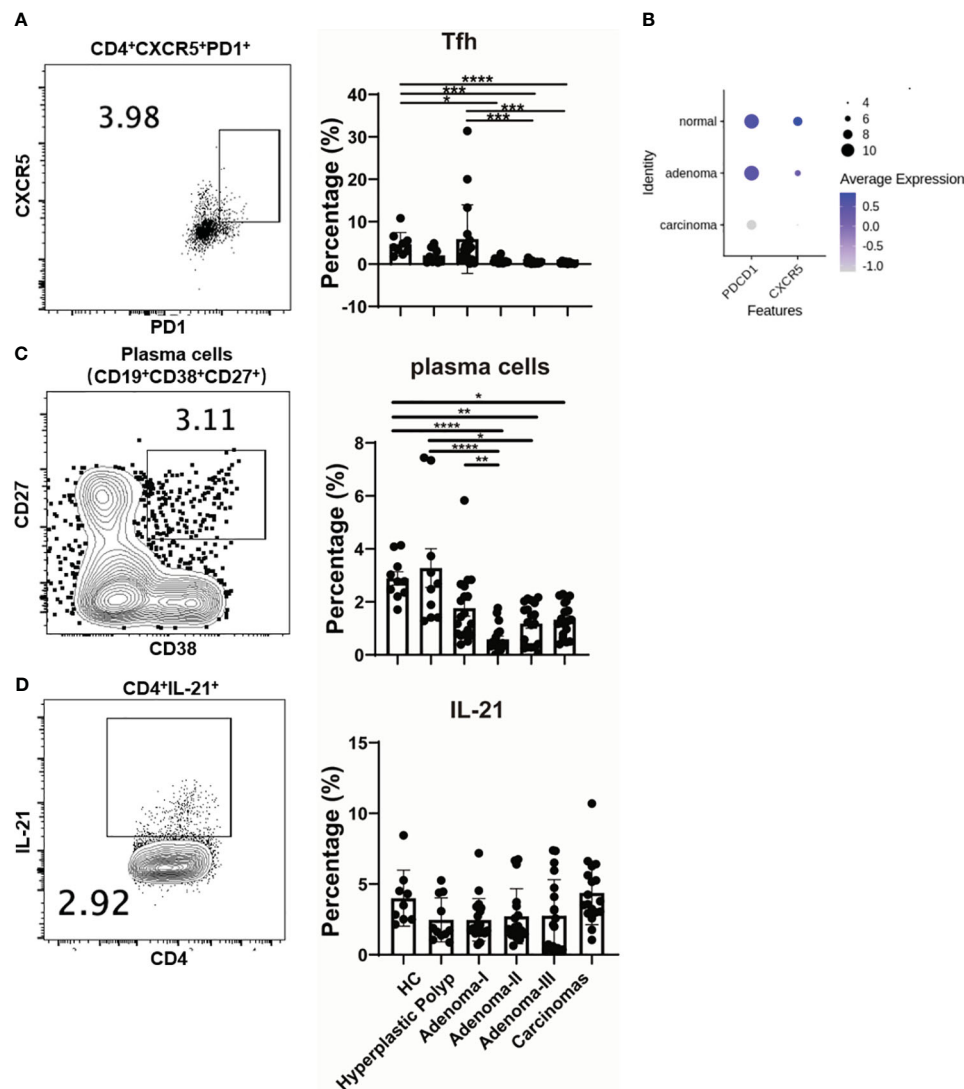 A
CD4+CXCR5+PD1+
3.98
CXCR5
PD1
Tfh
****
***
*
***
***
Percentage (%)
40
30
20
10
0
-10
B
normal
adenoma
carcinoma
Identity
PDCD1
CXCR5
Features
4
6
8
10
Average Expression
0.5
0.0
-0.5
-1.0
C
Plasma cells
(CD19+CD38+CD27+)
3.11
CD27
CD38
plasma cells
*
**
****
*
****
**
Percentage (%)
8
6
4
2
0
D
CD4+IL-21+
2.92
IL-21
CD4
IL-21
Percentage (%)
15
10
5
0
HC
Hyperplastic Polyp
Adenoma-I
Adenoma-II
Adenoma-III
Carcinomas